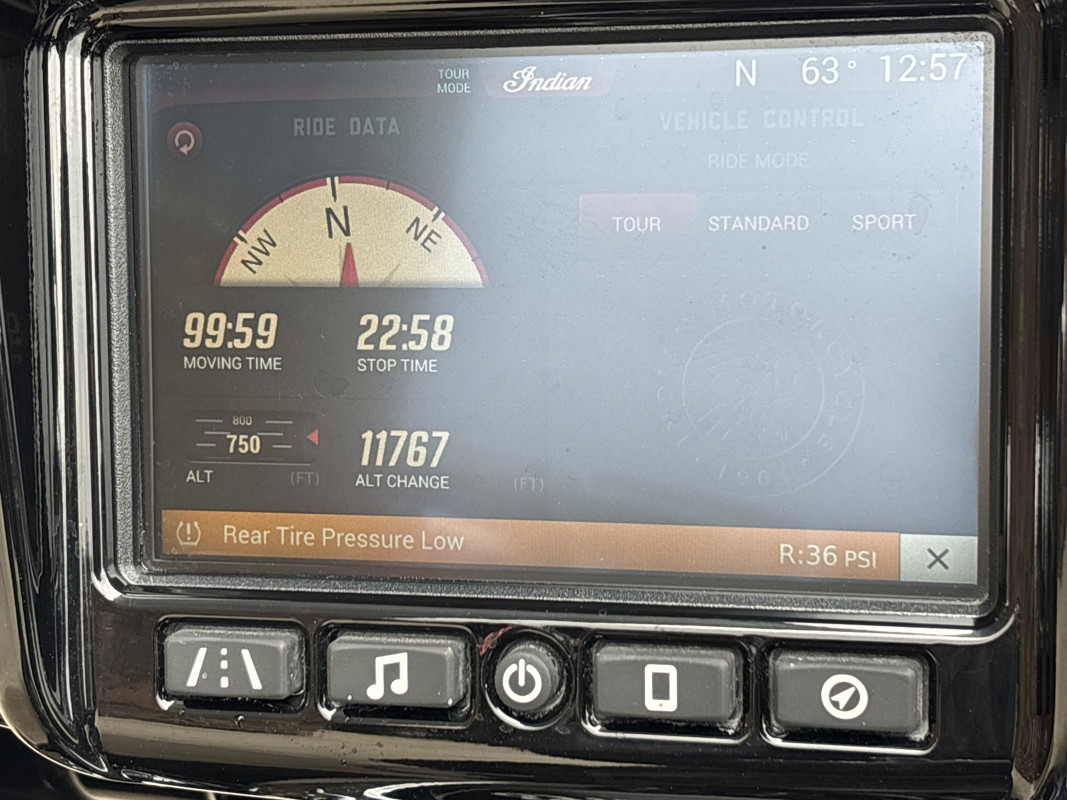 TOUR
MODE
Indian
N 63° 12:57
RIDE DATA
VEHICLE CONTROL
RIDE MODE
TOUR STANDARD SPORT
NW N NE
99:59 22:58
MOVING TIME STOP TIME
800
750
11767
ALT (FT) ALT CHANGE (FT)
Rear Tire Pressure Low R:36 PSI